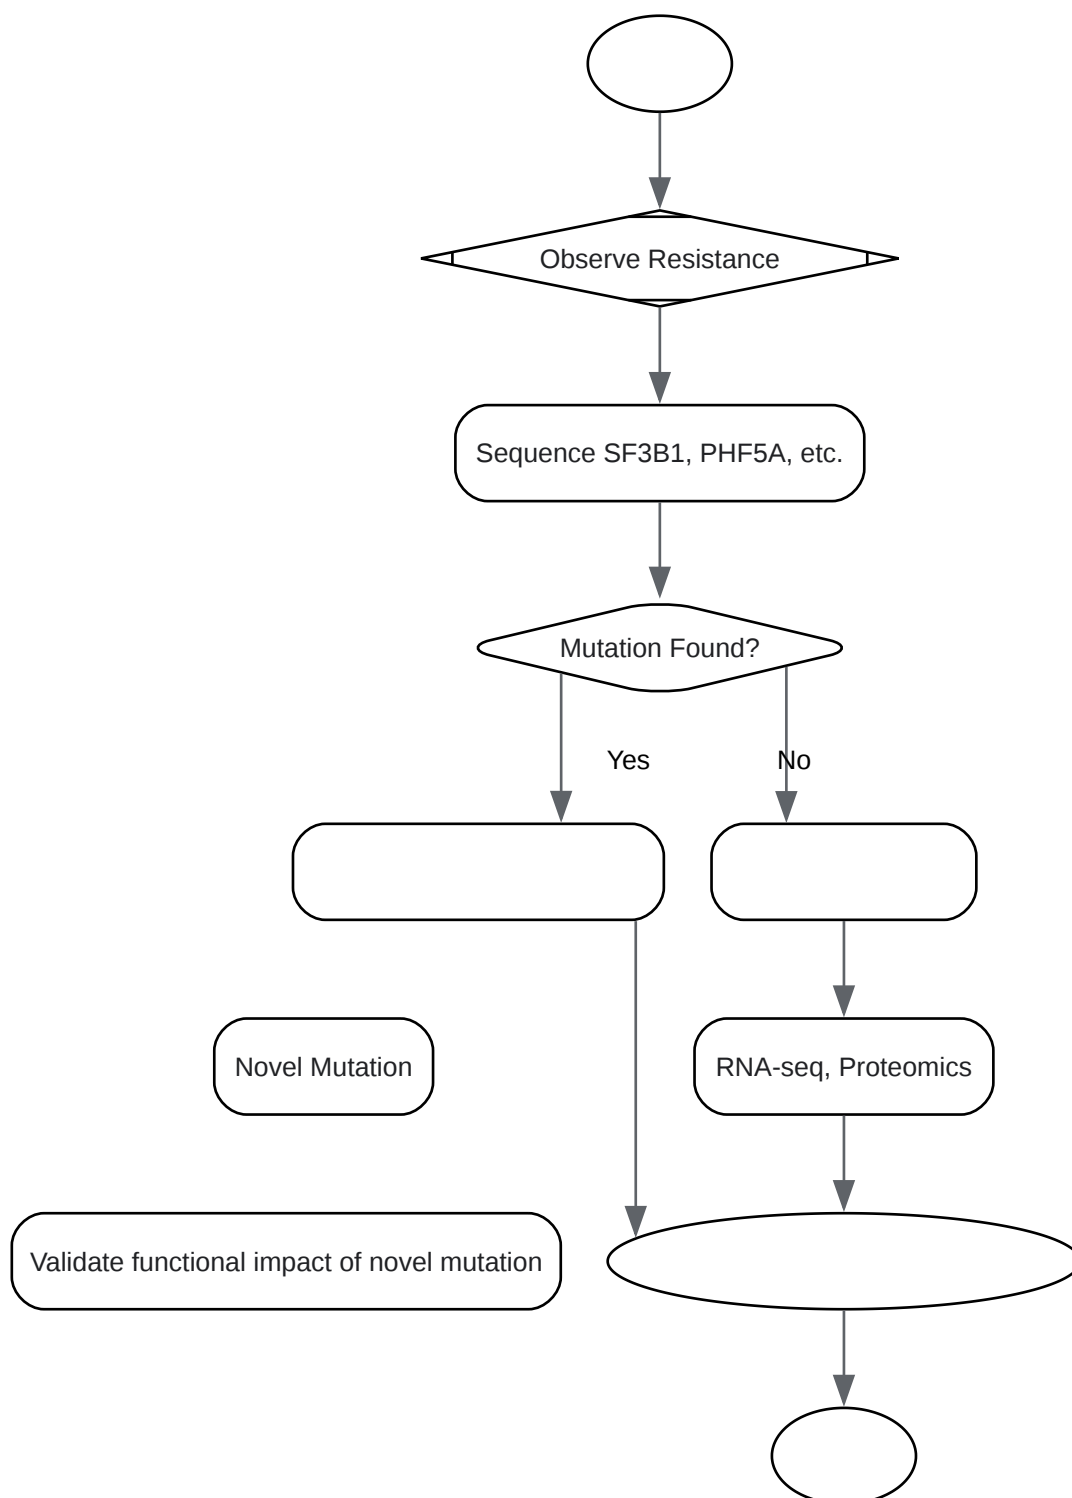 Observe Resistance
Sequence SF3B1, PHF5A, etc.
Mutation Found?
Yes
No
Novel Mutation
RNA-seq, Proteomics
Validate functional impact of novel mutation